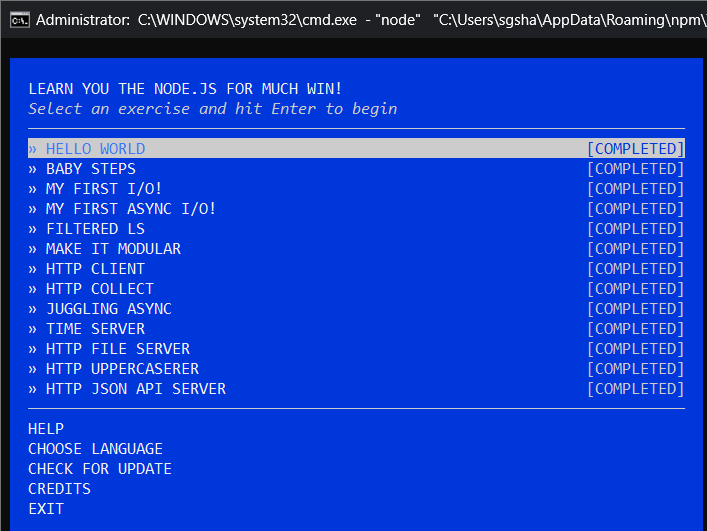 Administrator: C:\WINDOWS\system32\cmd.exe - "node" "C:\Users\sgsha\AppData\Roaming\npm\
LEARN YOU THE NODE.JS FOR MUCH WIN!
Select an exercise and hit Enter to begin
» HELLO WORLD [COMPLETED]
» BABY STEPS [COMPLETED]
» MY FIRST I/O! [COMPLETED]
» MY FIRST ASYNC I/O! [COMPLETED]
» FILTERED LS [COMPLETED]
» MAKE IT MODULAR [COMPLETED]
» HTTP CLIENT [COMPLETED]
» HTTP COLLECT [COMPLETED]
» JUGGLING ASYNC [COMPLETED]
» TIME SERVER [COMPLETED]
» HTTP FILE SERVER [COMPLETED]
» HTTP UPPERCASERER [COMPLETED]
» HTTP JSON API SERVER [COMPLETED]
HELP
CHOOSE LANGUAGE
CHECK FOR UPDATE
CREDITS
EXIT